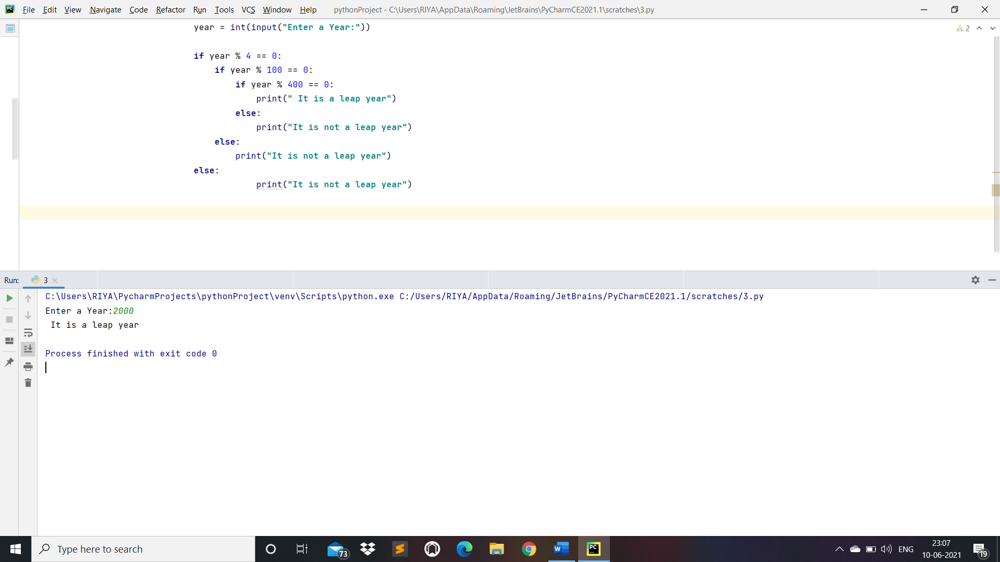 PC File Edit View Navigate Code Refactor Run Tools VCS Window Help pythonProject - C:\Users\RIYA\AppData\Roaming\JetBrains\PyCharmCE2021.1\scratches\3.py
year = int(input("Enter a Year:"))
2
if year % 4 == 0:
if year % 100 == 0:
if year % 400 == 0:
print(" It is a leap year")
else:
print("It is not a leap year")
else:
print("It is not a leap year")
else:
print("It is not a leap year")
Run: 3
C:\Users\RIYA\PycharmProjects\pythonProject\venv\Scripts\python.exe C:/Users/RIYA/AppData/Roaming/JetBrains/PyCharmCE2021.1/scratches/3.py
Enter a Year:2000
It is a leap year
Process finished with exit code 0
Type here to search
73
W
PC
ENG
23:07
10-06-2021
19